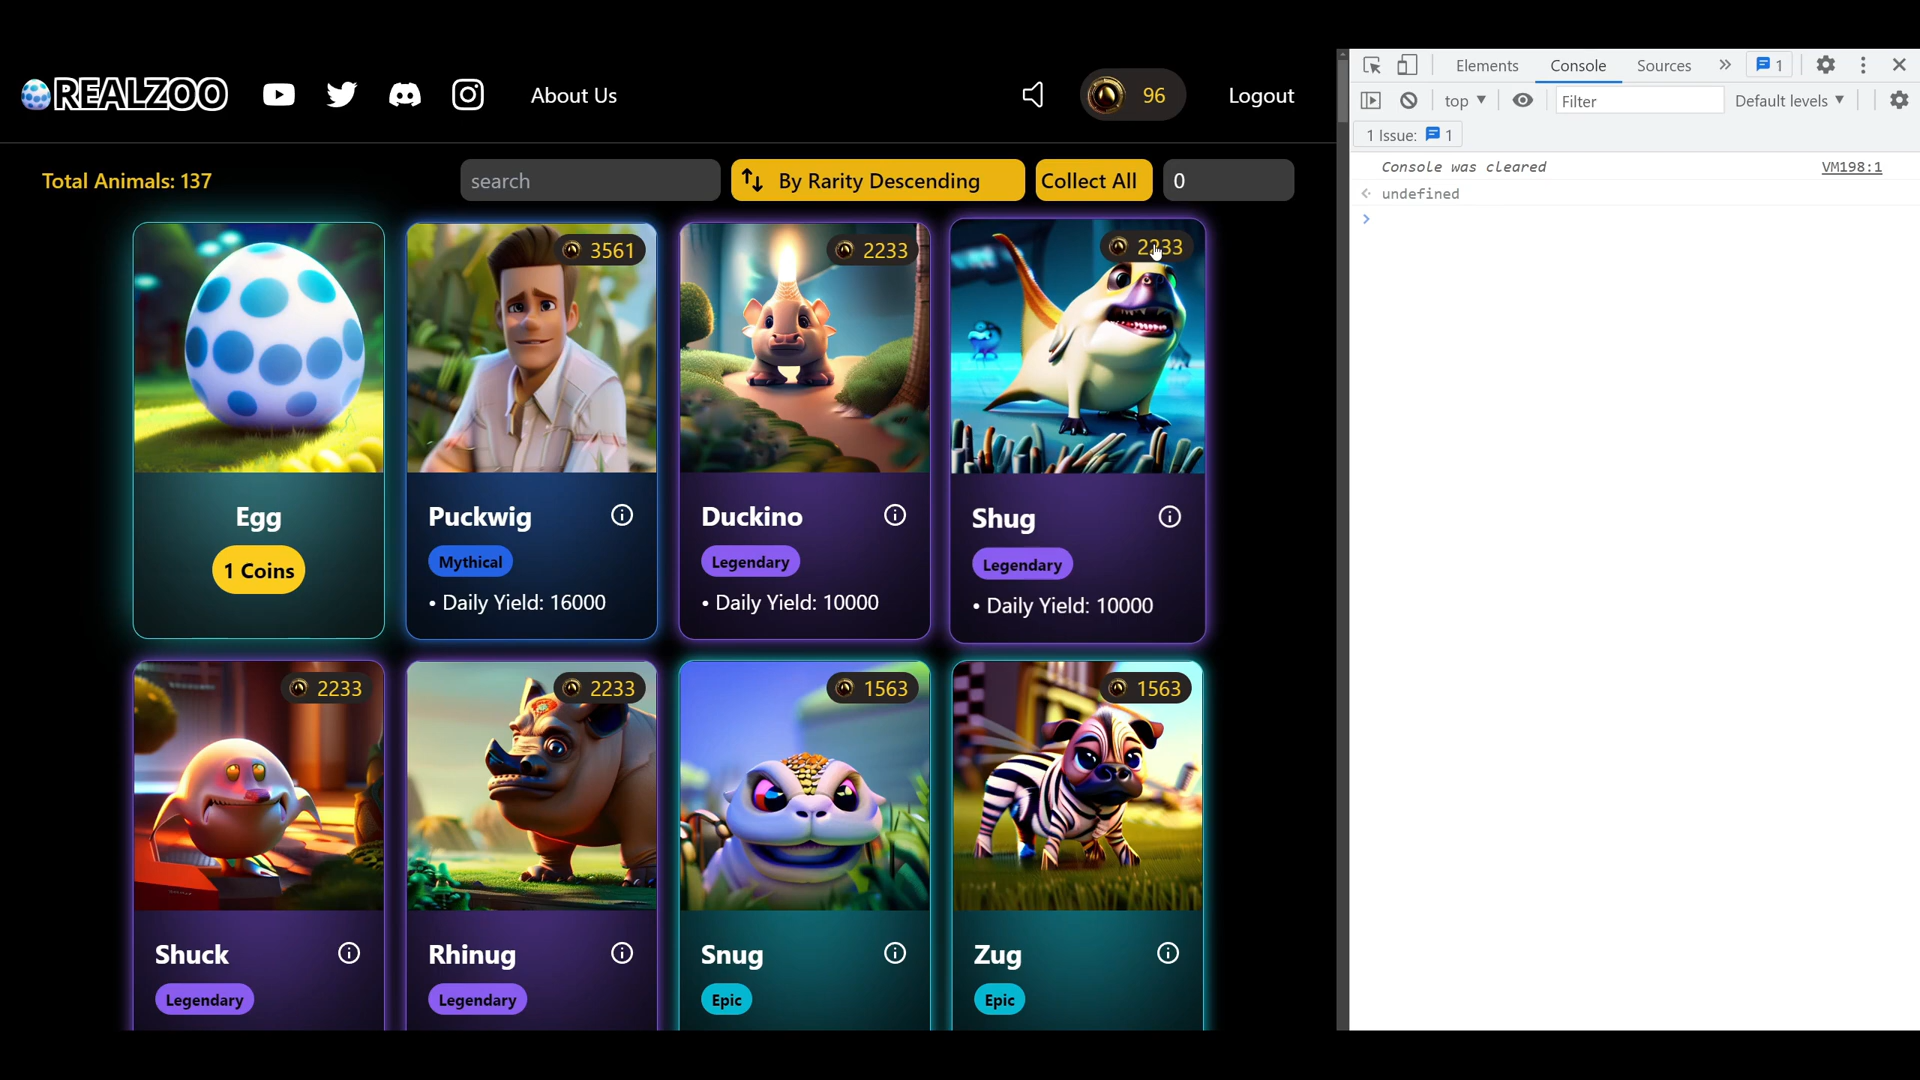 REALZOO
About Us
96
Logout
Total Animals: 137
search
By Rarity Descending
Collect All
0
3561
2233
2233
Egg
1 Coins
Puckwig
Mythical
• Daily Yield: 16000
Duckino
Legendary
• Daily Yield: 10000
Shug
Legendary
• Daily Yield: 10000
2233
2233
1563
1563
Shuck
Legendary
Rhinug
Legendary
Snug
Epic
Zug
Epic
Elements
Console
Sources
1
top
Filter
Default levels
1 Issue: 1
Console was cleared
VM198:1
undefined